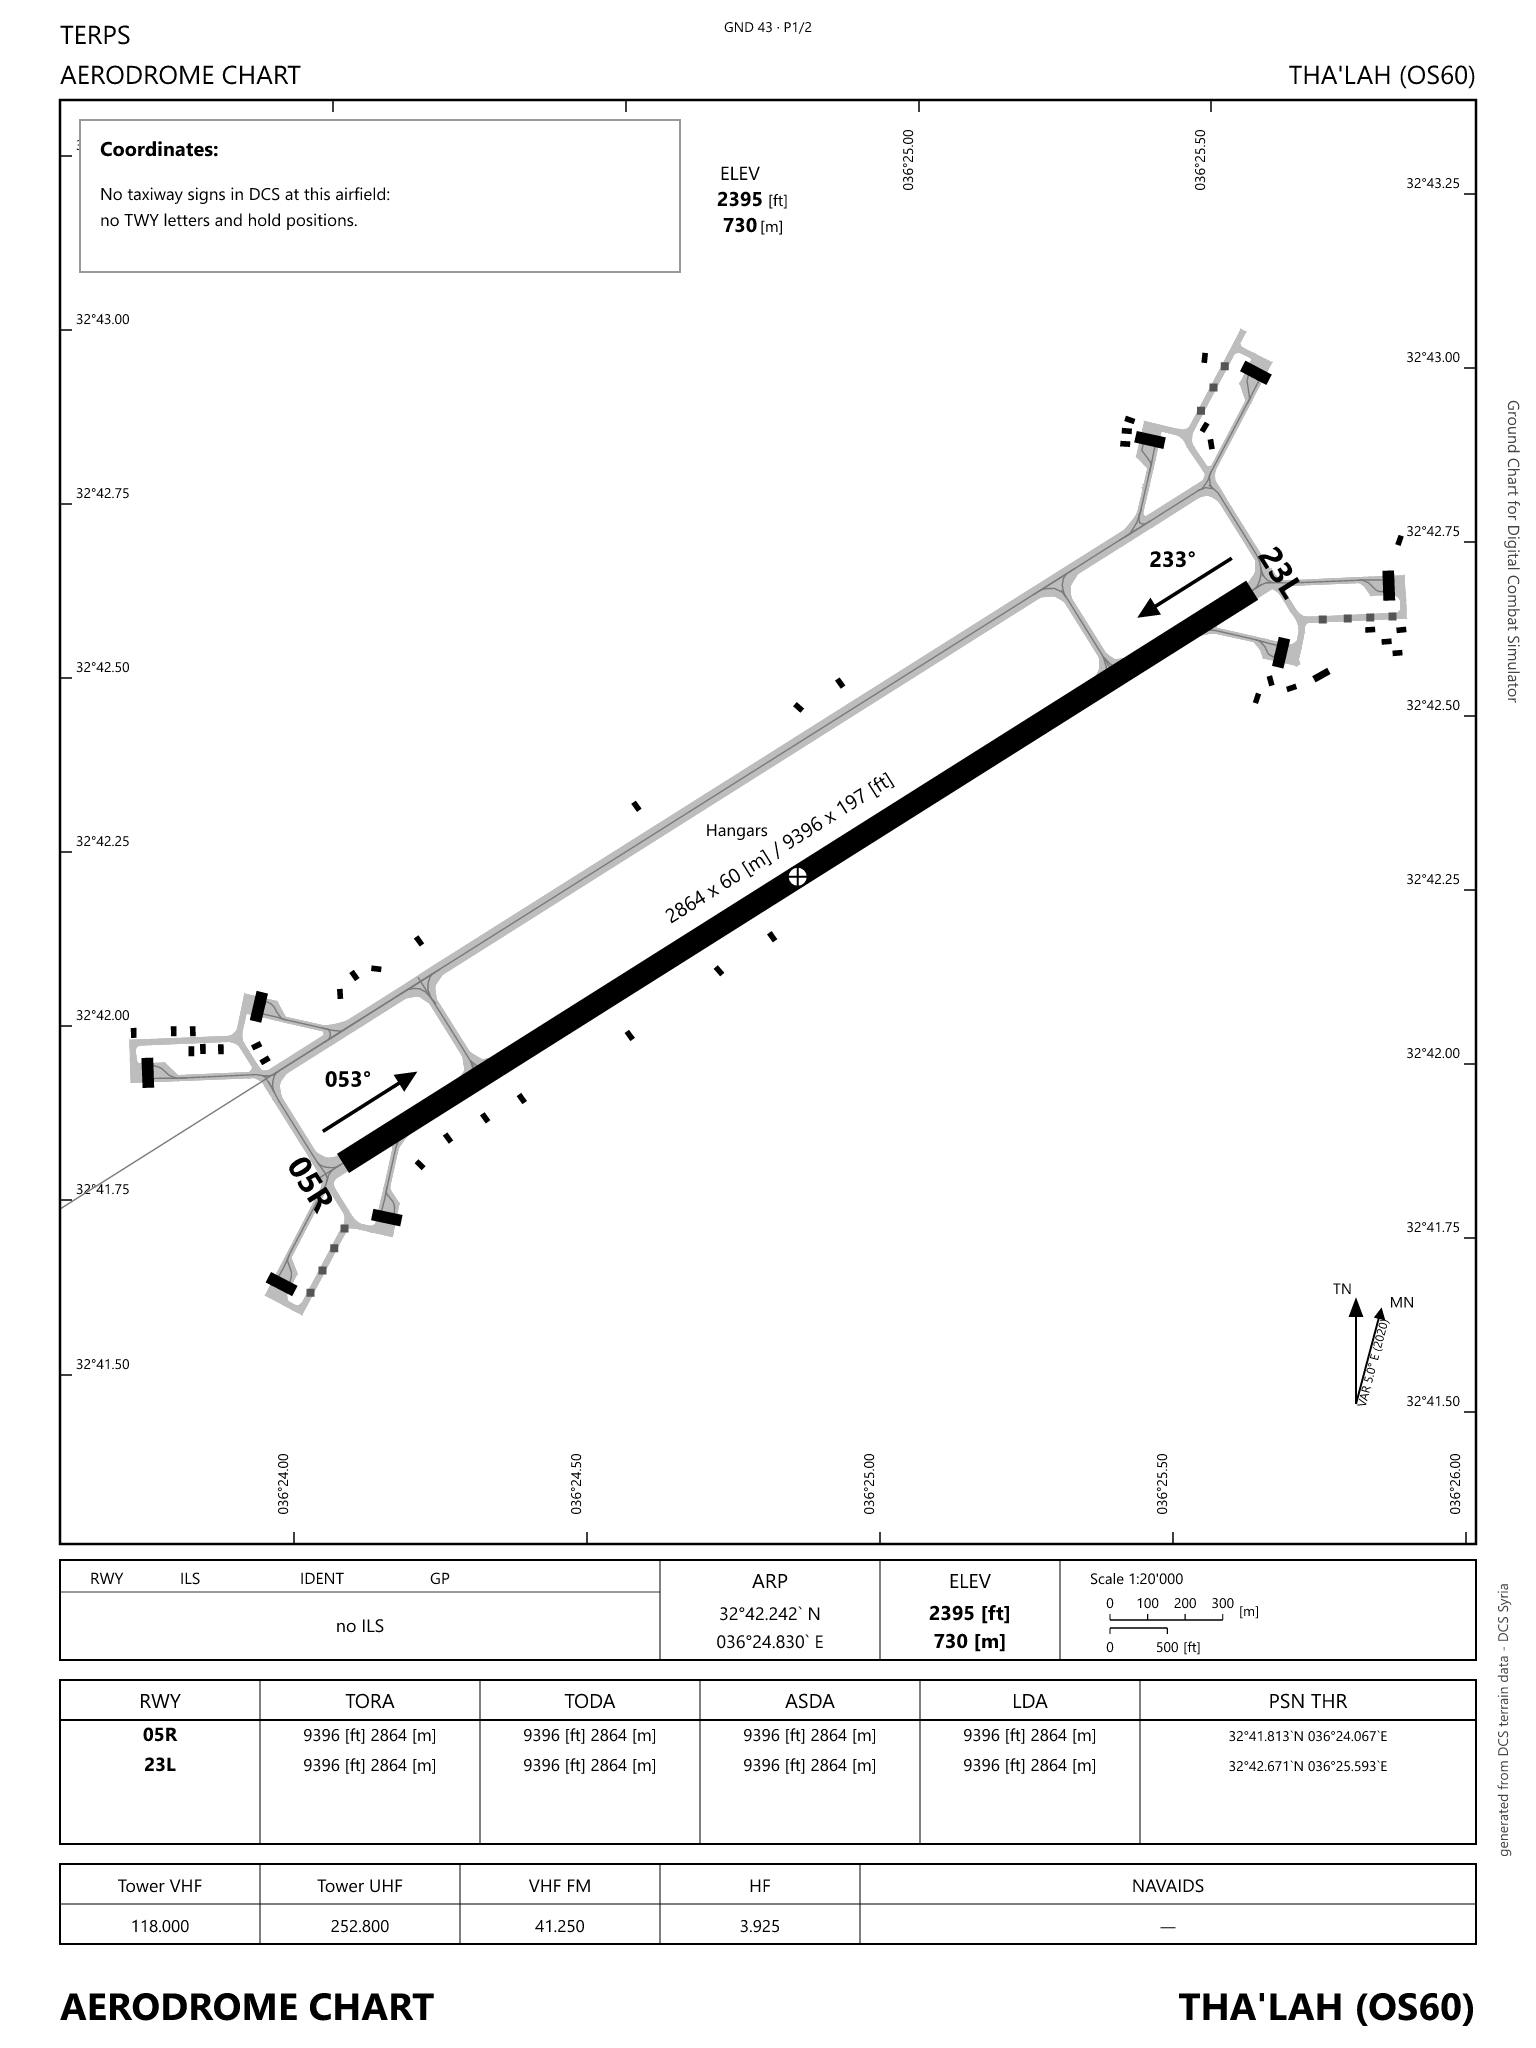 GND 43 · P1/2
TERPS
AERODROME CHART
THA'LAH (OS60)
Coordinates:
No taxiway signs in DCS at this airfield:
no TWY letters and hold positions.
ELEV
2395 [ft]
730 [m]
036°25.00
036°25.50
32°43.25
32°43.00
32°43.00
32°42.75
32°42.75
32°42.50
32°42.50
32°42.25
32°42.25
32°42.00
32°42.00
32°41.75
32°41.75
32°41.50
32°41.50
233°
23L
Hangars
2864 x 60 [m] / 9396 x 197 [ft]
053°
05R
TN
MN
VAR 5.0° E (2020)
036°24.00
036°24.50
036°25.00
036°25.50
036°26.00
Ground Chart for Digital Combat Simulator
RWY ILS IDENT GP
no ILS
ARP
32°42.242` N
036°24.830` E
ELEV
2395 [ft]
730 [m]
Scale 1:20'000
0 100 200 300 [m]
0 500 [ft]
RWY TORA TODA ASDA LDA PSN THR
05R 9396 [ft] 2864 [m] 9396 [ft] 2864 [m] 9396 [ft] 2864 [m] 9396 [ft] 2864 [m] 32°41.813`N 036°24.067`E
23L 9396 [ft] 2864 [m] 9396 [ft] 2864 [m] 9396 [ft] 2864 [m] 9396 [ft] 2864 [m] 32°42.671`N 036°25.593`E
generated from DCS terrain data - DCS Syria
Tower VHF Tower UHF VHF FM HF NAVAIDS
118.000 252.800 41.250 3.925 —
AERODROME CHART
THA'LAH (OS60)